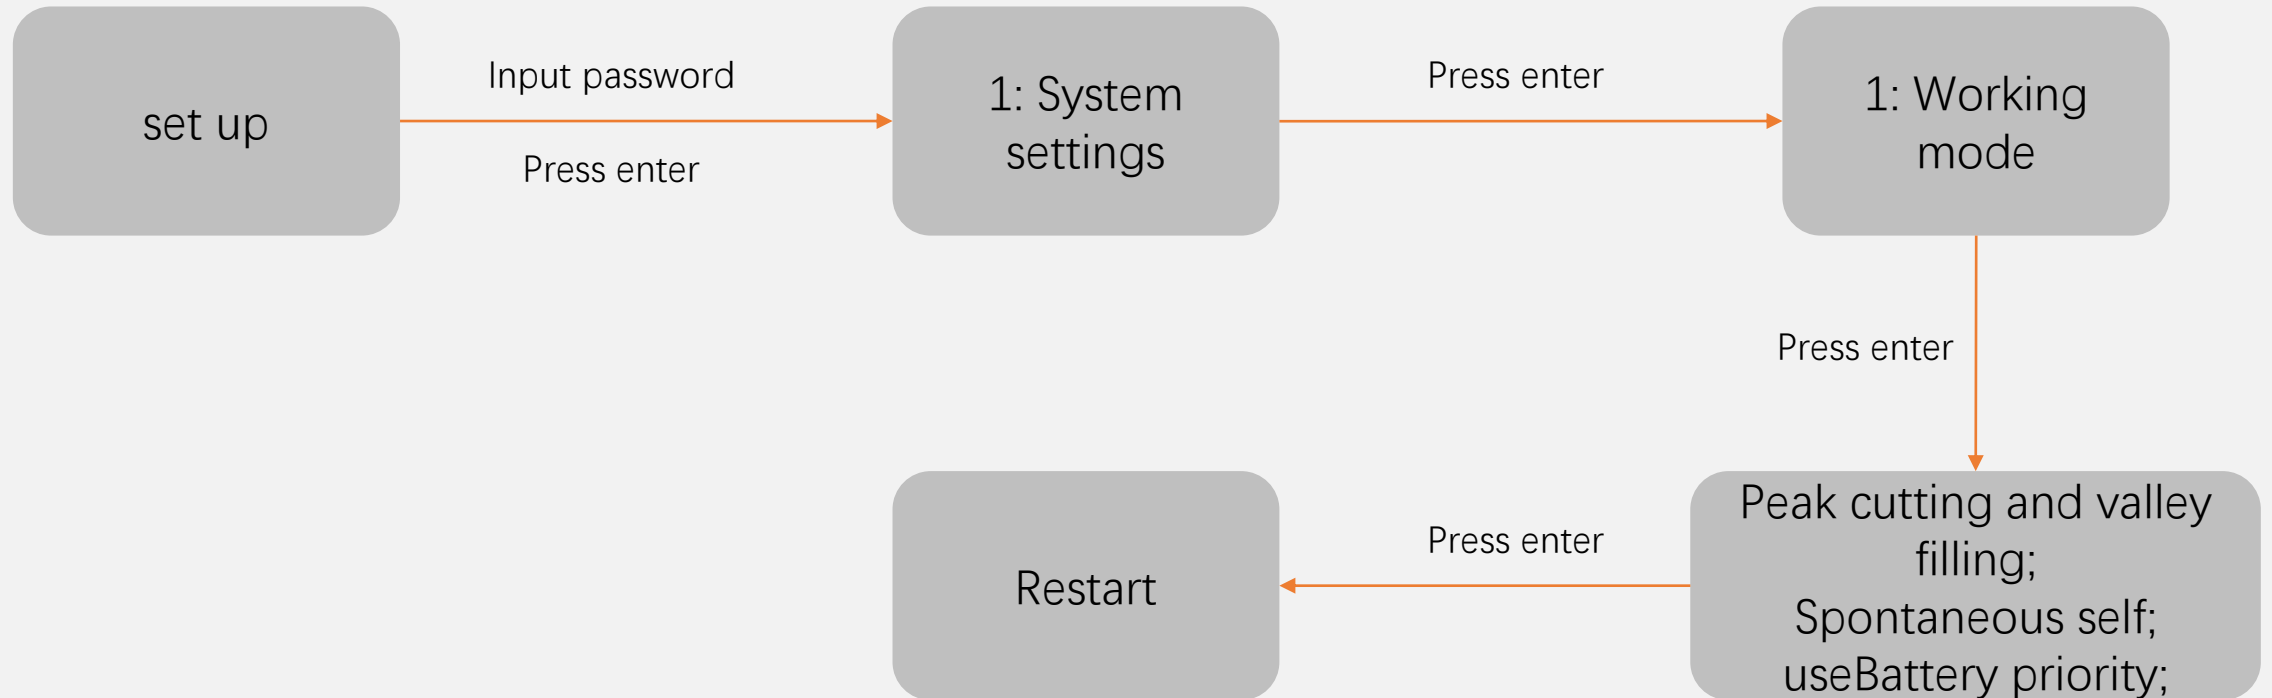 set up
Input password
Press enter
1: System
settings
Press enter
1: Working
mode
Press enter
Peak cutting and valley
filling;
Spontaneous self;
useBattery priority;
Press enter
Restart